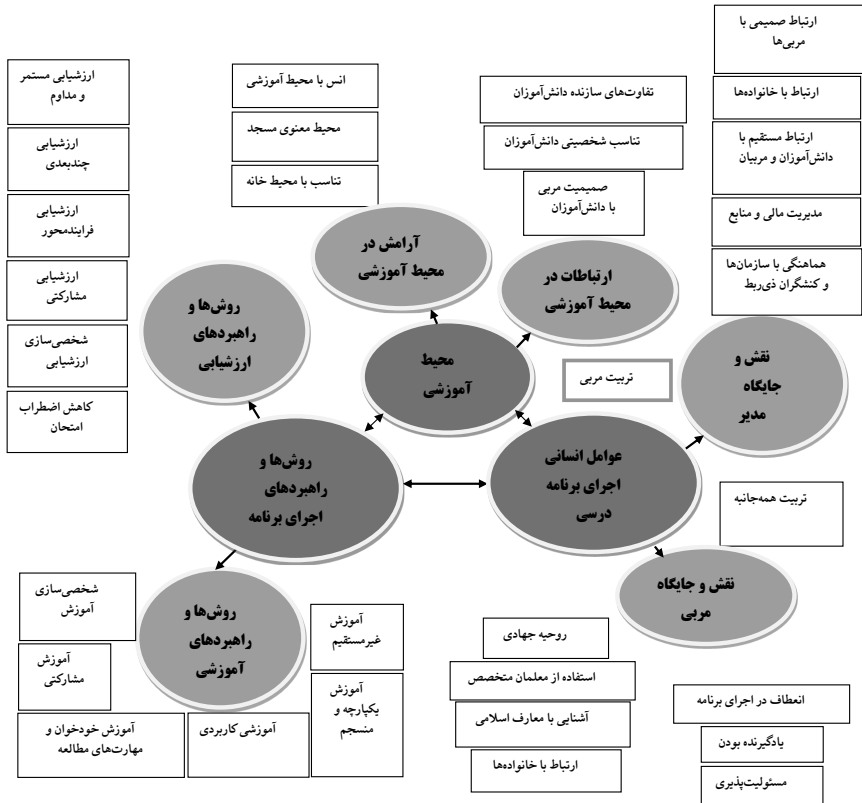 ارتباط صمیمی با
مربی‌ها
ارتباط با خانواده‌ها
ارتباط مستقیم با
دانش‌آموزان و مربیان
مدیریت مالی و منابع
هماهنگی با سازمان‌ها
و کنشگران ذی‌ربط
تفاوت‌های سازنده دانش‌آموزان
تناسب شخصیتی دانش‌آموزان
صمیمیت مربی
با دانش‌آموزان
انس با محیط آموزشی
محیط معنوی مسجد
تناسب با محیط خانه
ارزشیابی مستمر
و مداوم
ارزشیابی
چندبعدی
ارزشیابی
فرایندمحور
ارزشیابی
مشارکتی
شخصی‌سازی
ارزشیابی
کاهش اضطراب
امتحان
آرامش در
محیط آموزشی
ارتباطات در
محیط آموزشی
روش‌ها و
راهبردهای
ارزشیابی
محیط
آموزشی
تربیت مربی
نقش و
جایگاه
مدیر
عوامل انسانی
اجرای برنامه
درسی
روش‌ها و
راهبردهای
اجرای برنامه
تربیت همه‌جانبه
نقش و جایگاه
مربی
روش‌ها و
راهبردهای
آموزشی
شخصی‌سازی
آموزش
آموزش
مشارکتی
آموزش خودخوان و
مهارت‌های مطالعه
آموزشی کاربردی
آموزش
غیرمستقیم
آموزش
یکپارچه و
منسجم
روحیه جهادی
استفاده از معلمان متخصص
آشنایی با معارف اسلامی
ارتباط با خانواده‌ها
انعطاف در اجرای برنامه
یادگیرنده بودن
مسئولیت‌پذیری